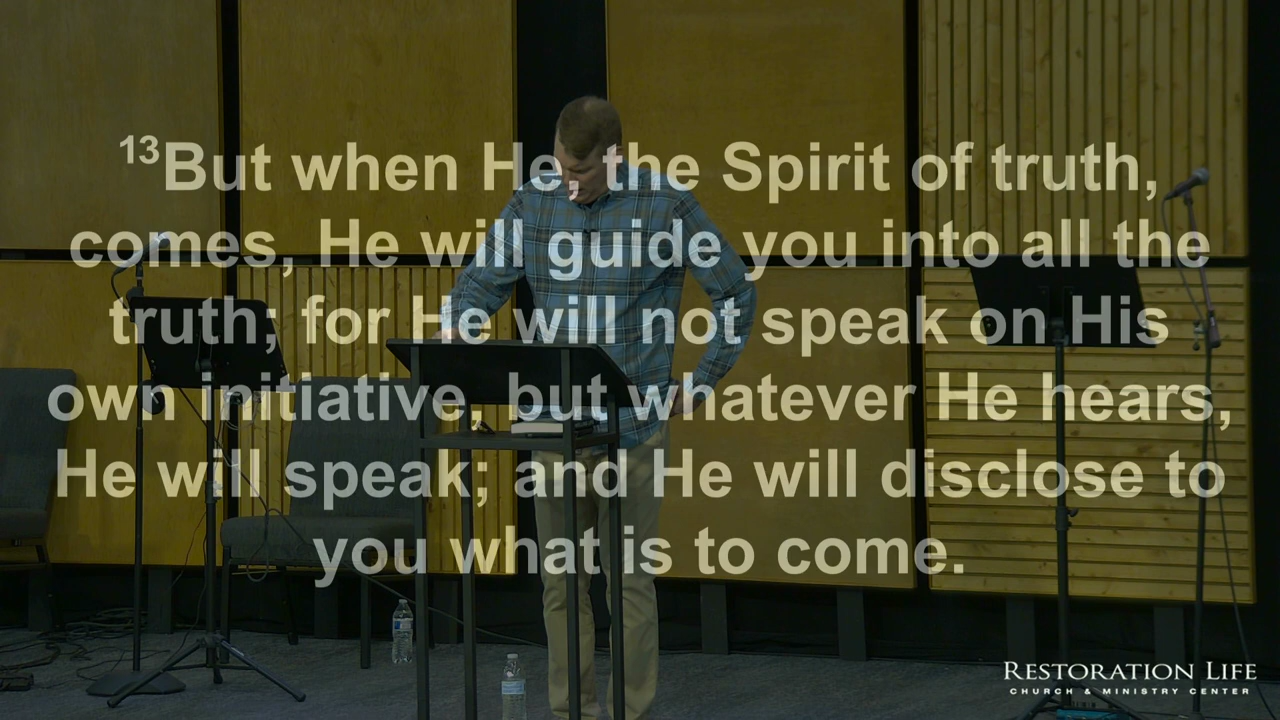 13But when He, the Spirit of truth,
comes, He will guide you into all the
truth; for He will not speak on His
own initiative, but whatever He hears,
He will speak; and He will disclose to
you what is to come.
RESTORATION LIFE
CHURCH & MINISTRY CENTER